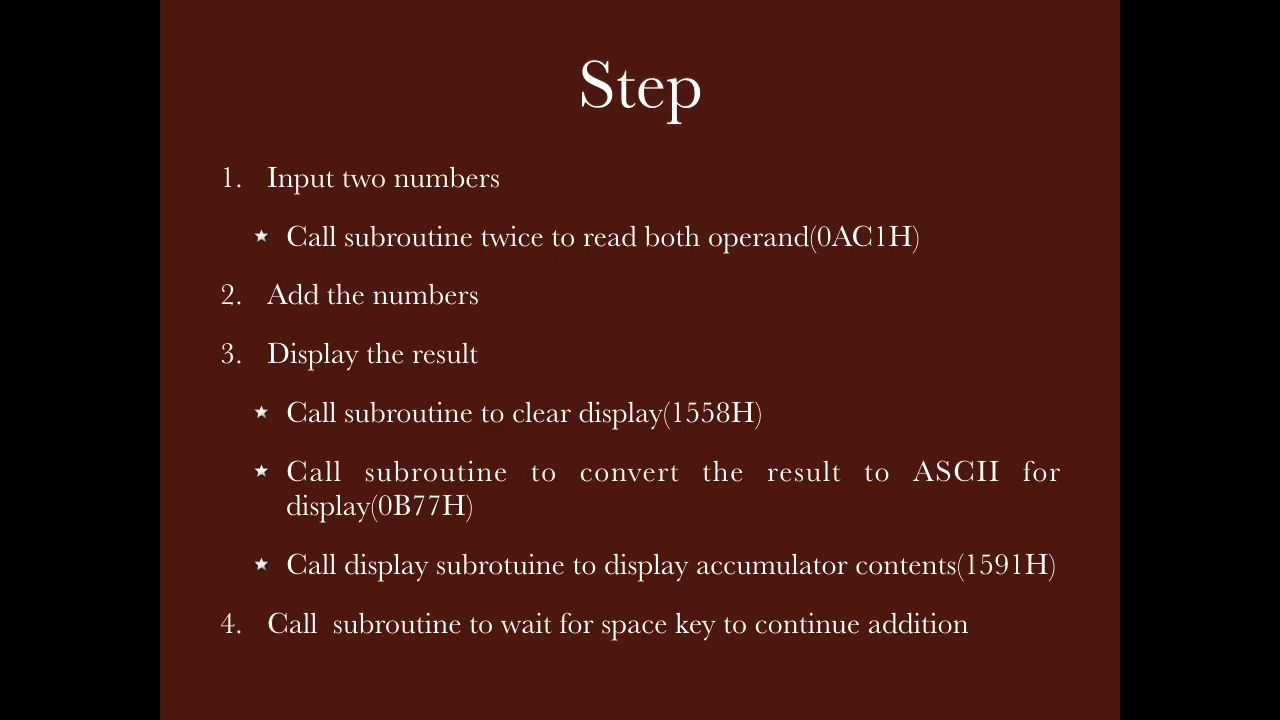 Step
1. Input two numbers
★ Call subroutine twice to read both operand(0AC1H)
2. Add the numbers
3. Display the result
★ Call subroutine to clear display(1558H)
★ Call subroutine to convert the result to ASCII for
display(0B77H)
★ Call display subrotuine to display accumulator contents(1591H)
4. Call subroutine to wait for space key to continue addition